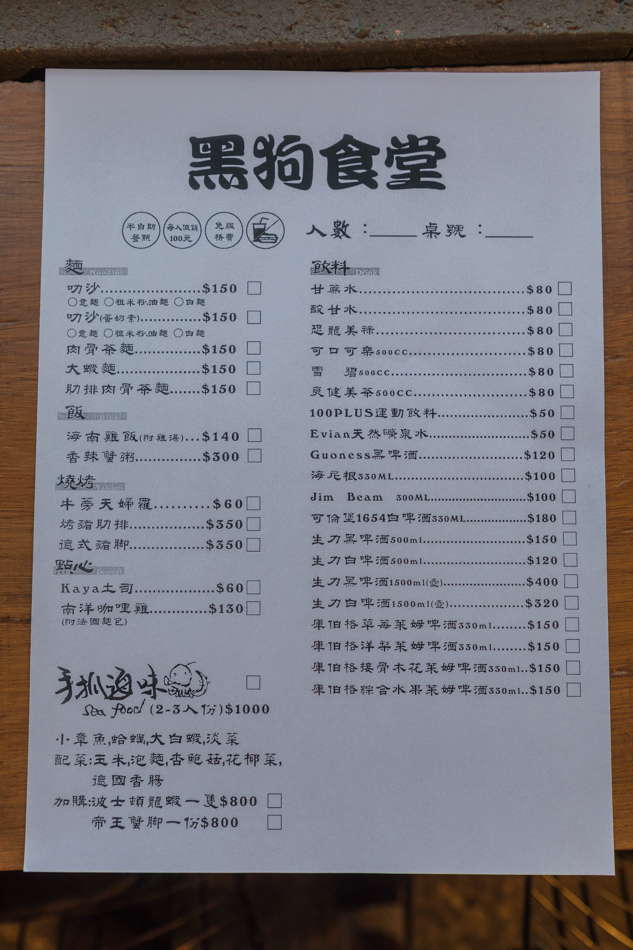 黑狗食堂
半自助
餐點
每人低銷
100元
免服
務費
人數：_____ 桌號：_____
麵
叻沙....................$150 □
○意麵 ○粗米粉,油麵 ○白麵
叻沙(蛋奶素)............$150 □
○意麵 ○粗米粉,油麵 ○白麵
肉骨茶麵...............$150 □
大蝦麵..................$150 □
肋排肉骨茶麵.........$150 □
飯
海南雞飯(附雞湯)...$140 □
香辣蟹粥...............$300 □
燒烤
牛蒡天婦羅..........$60 □
烤豬肋排...............$350 □
德式豬腳...............$350 □
點心
Kaya土司...............$60 □
南洋咖哩雞............$130 □
(附法國麵包)
手抓海味 □
Sea food (2-3人份)$1000
小章魚,蛤蠣,大白蝦,淡菜
配菜:玉米,泡麵,杏鮑菇,花椰菜,
德國香腸
加購:波士頓龍蝦一隻$800 □
帝王蟹腳一份$800 □
飲料 Drink
甘蔗水..............................$80 □
酸甘水..............................$80 □
恐龍美祿...........................$80 □
可口可樂500CC.....................$80 □
雪碧500CC.........................$80 □
爽健美茶500CC.....................$80 □
100PLUS運動飲料..................$50 □
Evian天然礦泉水...................$50 □
Guoness黑啤酒.....................$120 □
海尼根330ML.......................$100 □
Jim Beam 300ML....................$100 □
可倫堡1654白啤酒330ML............$180 □
生力黑啤酒500ml...................$150 □
生力白啤酒500ml...................$120 □
生力黑啤酒1500ml(壺)..............$400 □
生力白啤酒1500ml(壺)..............$320 □
庫伯格草莓萊姆啤酒330ml........$150 □
庫伯格洋梨萊姆啤酒330ml........$150 □
庫伯格接骨木花萊姆啤酒330ml..$150 □
庫伯格綜合水果萊姆啤酒330ml..$150 □